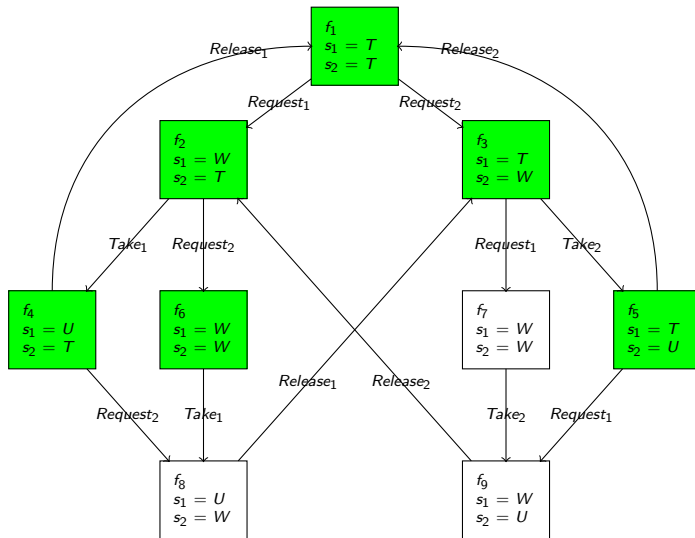 f₁
s₁ = T
s₂ = T
Release₁
Release₂
Request₁
Request₂
f₂
s₁ = W
s₂ = T
f₃
s₁ = T
s₂ = W
Take₁
Request₂
Request₁
Take₂
f₄
s₁ = U
s₂ = T
f₆
s₁ = W
s₂ = W
f₇
s₁ = W
s₂ = W
f₅
s₁ = T
s₂ = U
Release₁
Release₂
Request₂
Take₁
Take₂
Request₁
f₈
s₁ = U
s₂ = W
f₉
s₁ = W
s₂ = U